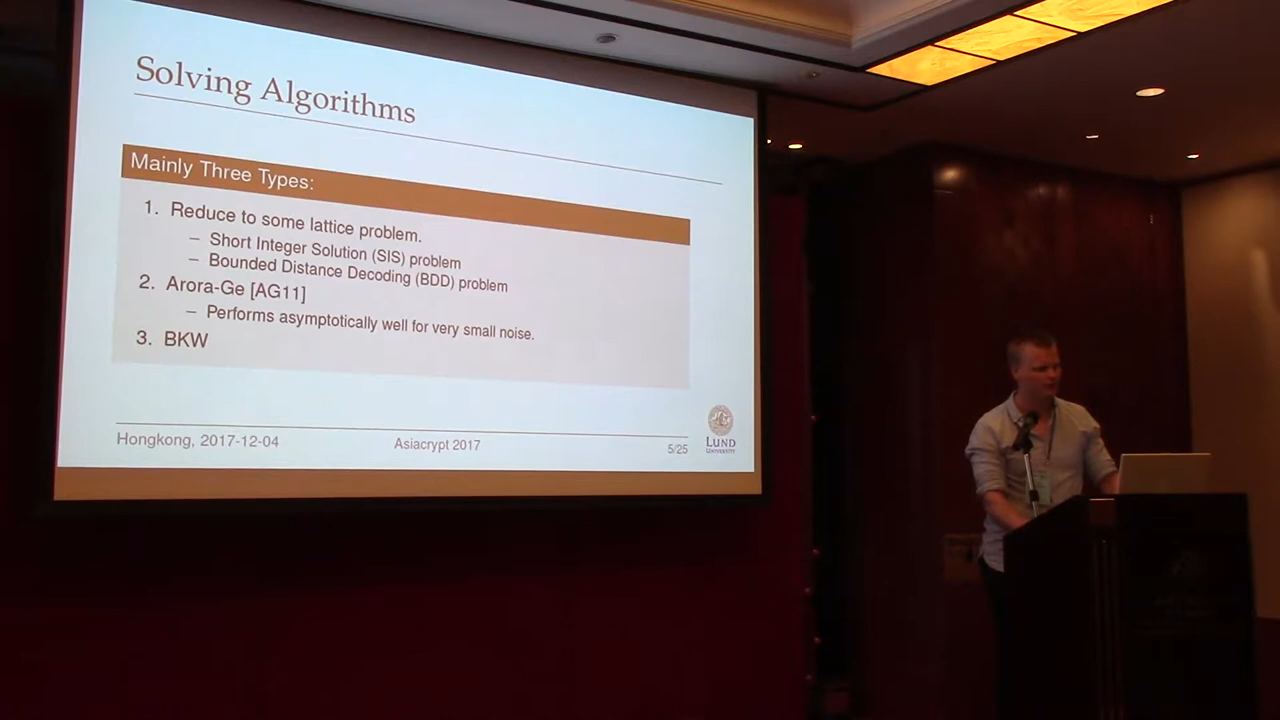 Solving Algorithms
Mainly Three Types:
1. Reduce to some lattice problem.
– Short Integer Solution (SIS) problem
– Bounded Distance Decoding (BDD) problem
2. Arora-Ge [AG11]
– Performs asymptotically well for very small noise.
3. BKW
Hongkong, 2017-12-04
Asiacrypt 2017
5/25
LUND
UNIVERSITY